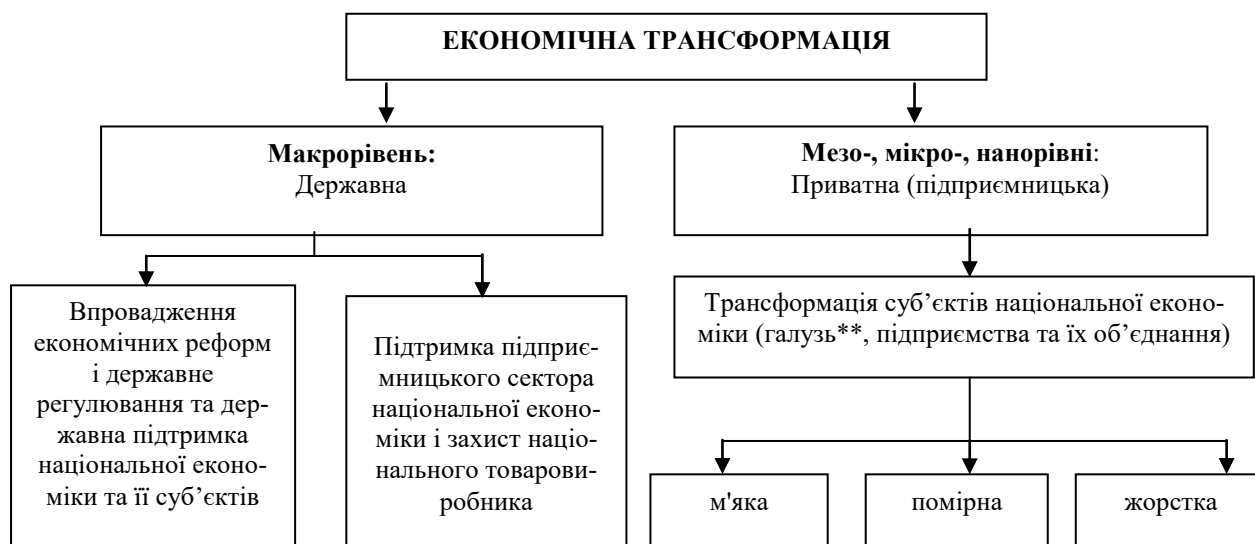 ЕКОНОМІЧНА ТРАНСФОРМАЦІЯ
Макрорівень:
Державна
Мезо-, мікро-, нанорівні:
Приватна (підприємницька)
Впровадження
економічних реформ
і державне
регулювання та дер-
жавна підтримка
національної еконо-
міки та її суб’єктів
Підтримка підприє-
мницького сектора
національної еконо-
міки і захист націо-
нального товарови-
робника
Трансформація суб’єктів національної еконо-
міки (галузь**, підприємства та їх об’єднання)
м'яка
помірна
жорстка